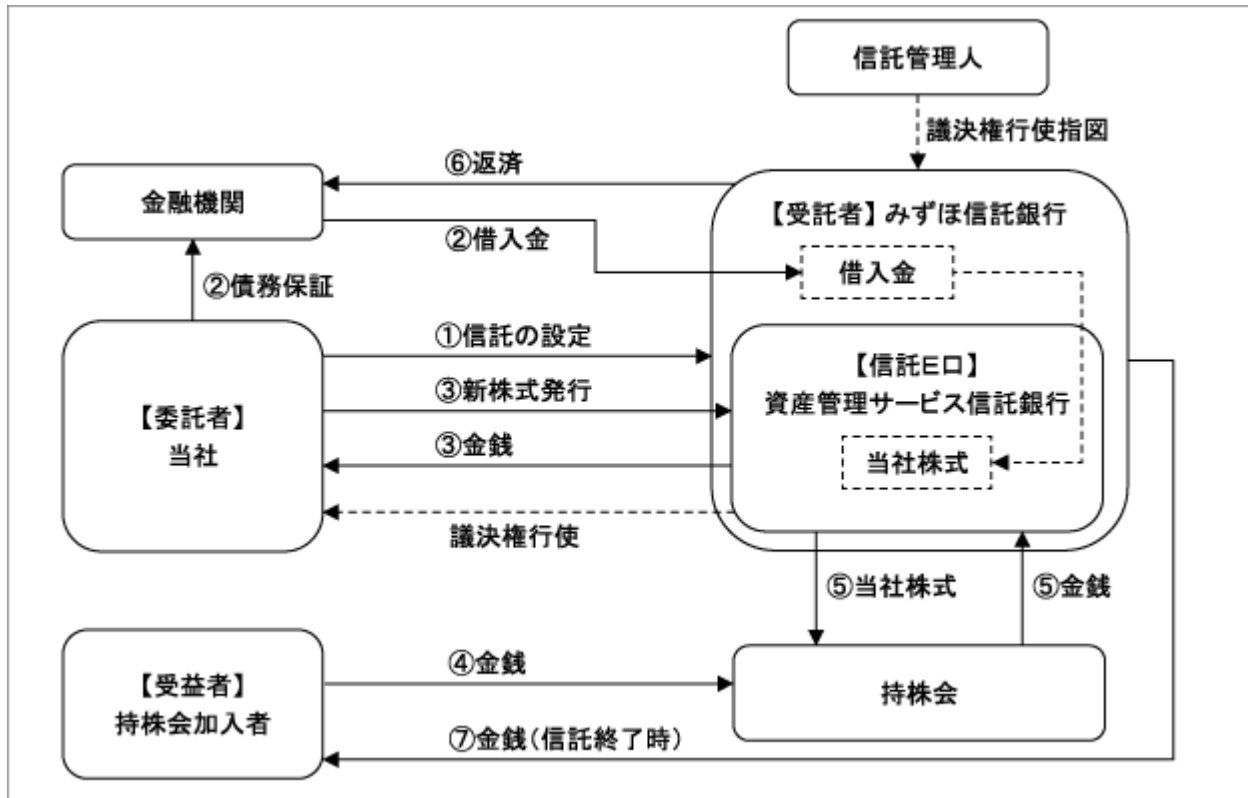 信託管理人
議決権行使指図
⑥返済
金融機関
【受託者】みずほ信託銀行
②借入金
借入金
②債務保証
①信託の設定
【信託E口】
③新株式発行
資産管理サービス信託銀行
【委託者】
当社
③金銭
当社株式
議決権行使
⑤当社株式
⑤金銭
④金銭
【受益者】
持株会加入者
持株会
⑦金銭(信託終了時)